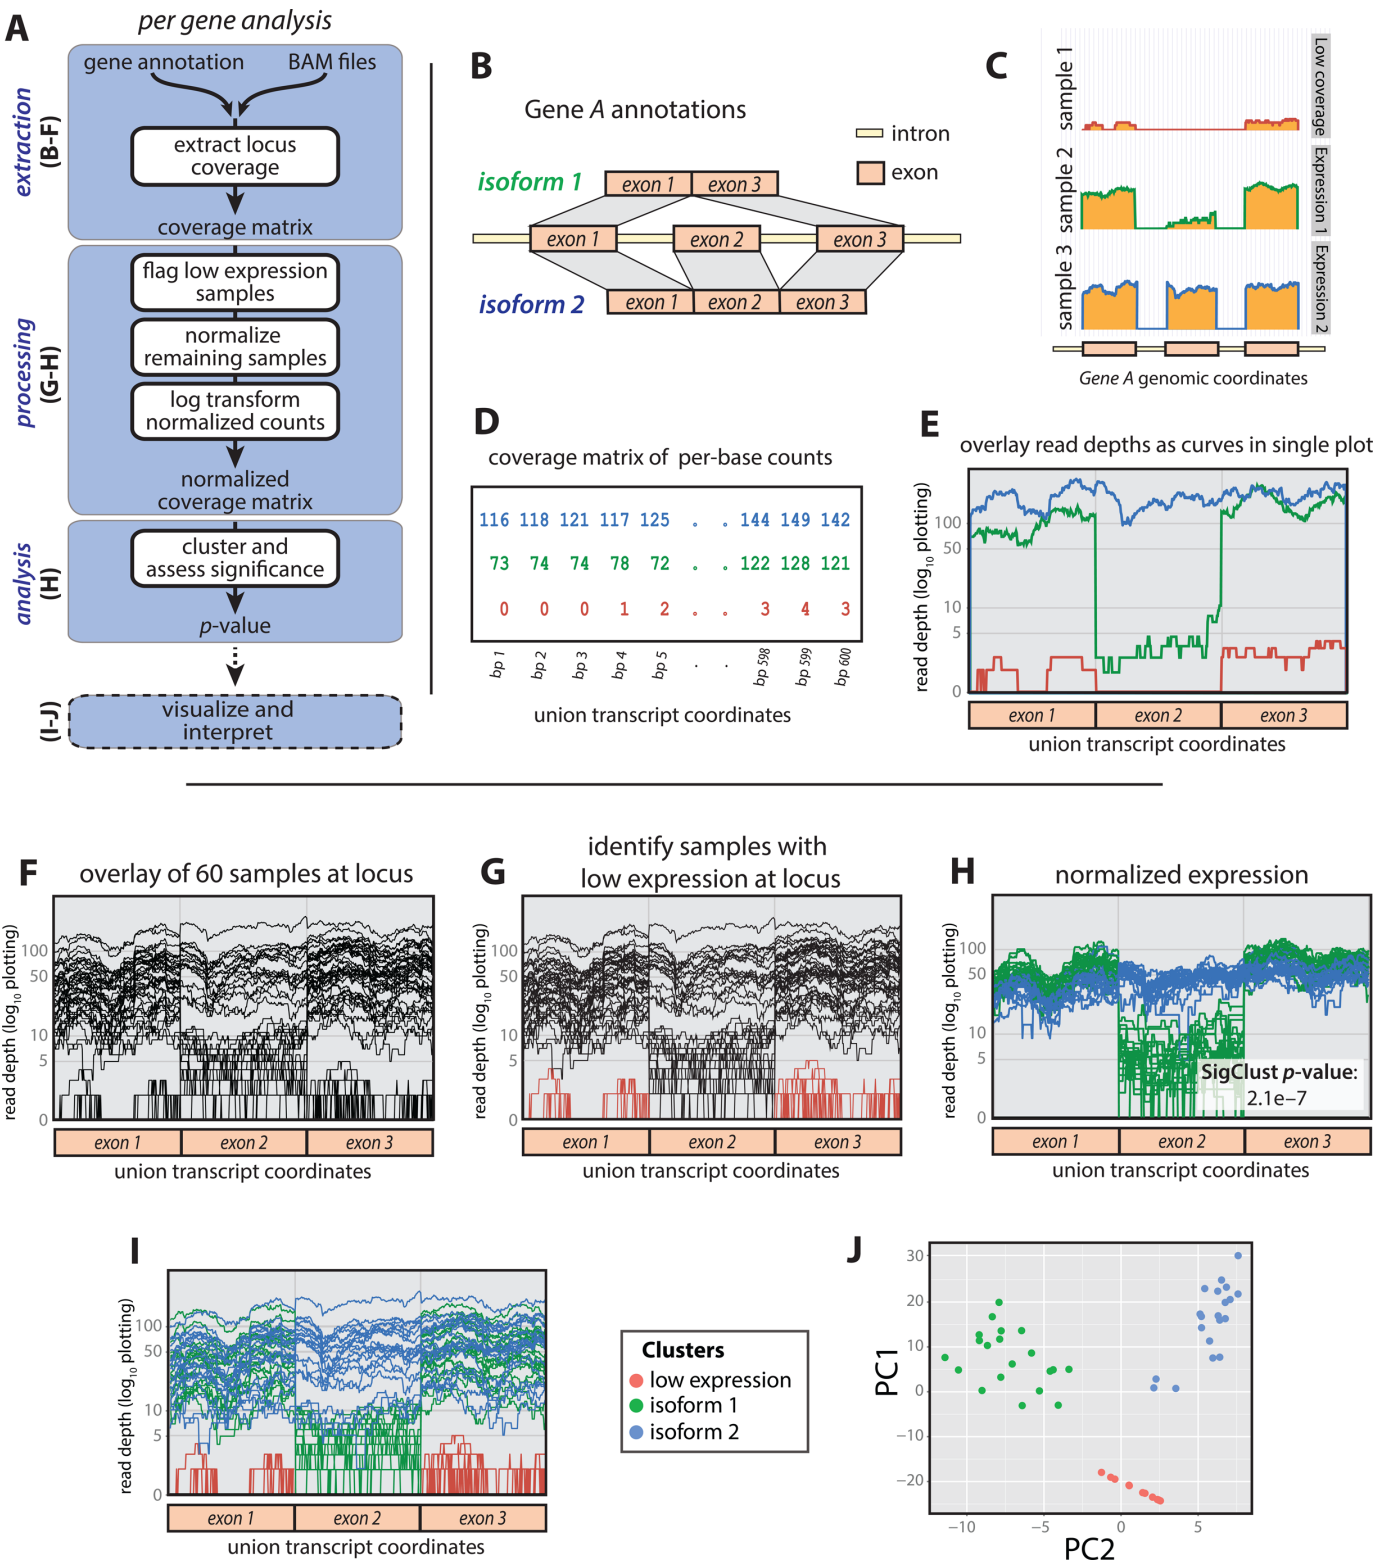 A
per gene analysis
gene annotation
BAM files
extract locus
coverage
coverage matrix
extraction
(B-F)
flag low expression
samples
normalize
remaining samples
log transform
normalized counts
normalized
coverage matrix
processing
(G-H)
cluster and
assess significance
p-value
analysis
(H)
visualize and
interpret
(I-J)
B
Gene A annotations
intron
exon
isoform 1
exon 1
exon 3
exon 1
exon 2
exon 3
isoform 2
exon 1
exon 2
exon 3
C
sample 1
Low coverage
sample 2
Expression 1
sample 3
Expression 2
Gene A genomic coordinates
D
coverage matrix of per-base counts
116 118 121 117 125 . . 144 149 142
73 74 74 78 72 . . 122 128 121
0 0 0 1 2 . . 3 4 3
bp 1 bp 2 bp 3 bp 4 bp 5 . . bp 598 bp 599 bp 600
union transcript coordinates
E
overlay read depths as curves in single plot
read depth (log10 plotting)
100
50
10
5
0
exon 1 exon 2 exon 3
union transcript coordinates
F
overlay of 60 samples at locus
read depth (log10 plotting)
100
50
10
5
0
exon 1 exon 2 exon 3
union transcript coordinates
G
identify samples with
low expression at locus
read depth (log10 plotting)
100
50
10
5
0
exon 1 exon 2 exon 3
union transcript coordinates
H
normalized expression
read depth (log10 plotting)
100
50
10
5
0
SigClust p-value:
2.1e−7
exon 1 exon 2 exon 3
union transcript coordinates
I
read depth (log10 plotting)
100
50
10
5
0
exon 1 exon 2 exon 3
union transcript coordinates
Clusters
low expression
isoform 1
isoform 2
J
PC1
30
20
10
0
−10
−20
−10 −5 0 5
PC2